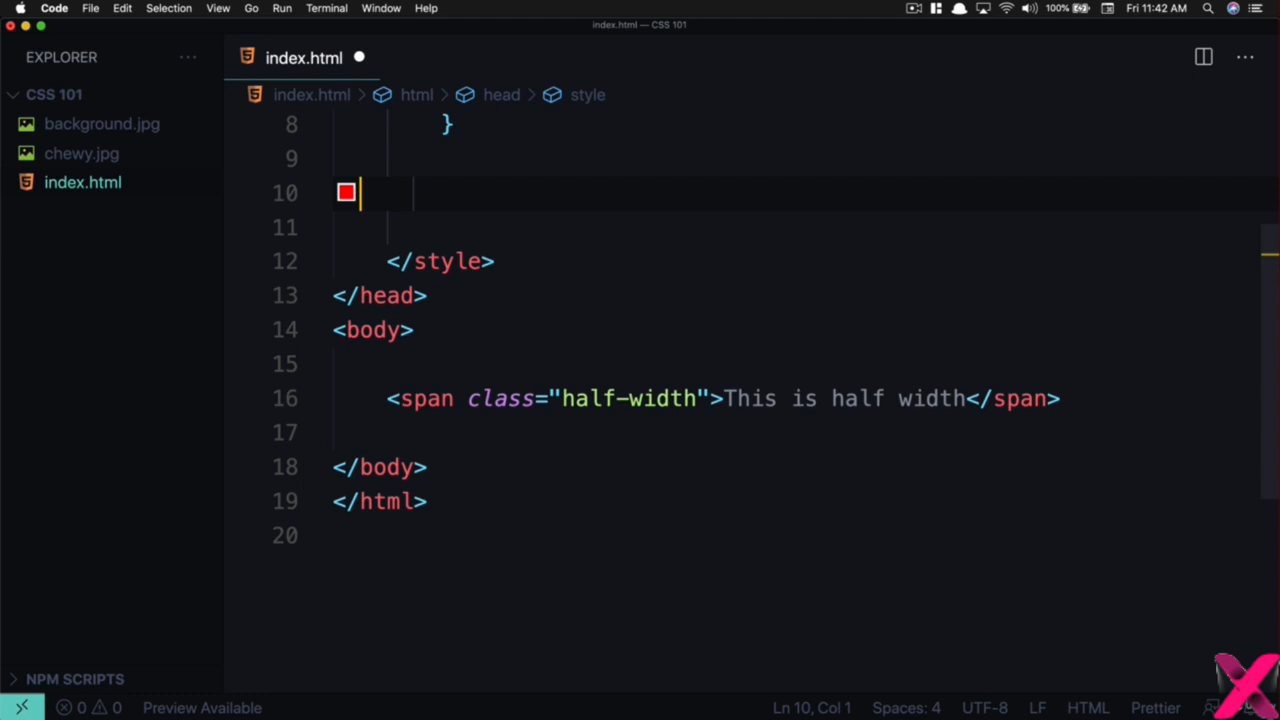 Code File Edit Selection View Go Run Terminal Window Help 100% Fri 11:42 AM
index.html — CSS 101
EXPLORER ... index.html ...
CSS 101 index.html > html > head > style
background.jpg
chewy.jpg
index.html
8 }
9
10
11
12 </style>
13 </head>
14 <body>
15
16 <span class="half-width">This is half width</span>
17
18 </body>
19 </html>
20
NPM SCRIPTS
0 0 Preview Available Ln 10, Col 1 Spaces: 4 UTF-8 LF HTML Prettier
X